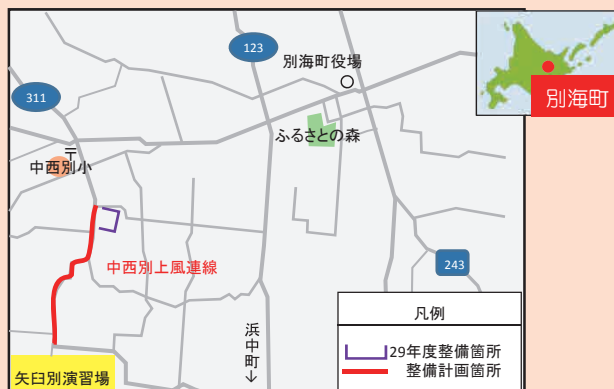 123
別海町役場
別海町
311
ふるさとの森
〒
中西別小
中西別上風連線
243
浜中町→
矢臼別演習場
凡例
29年度整備箇所
整備計画箇所